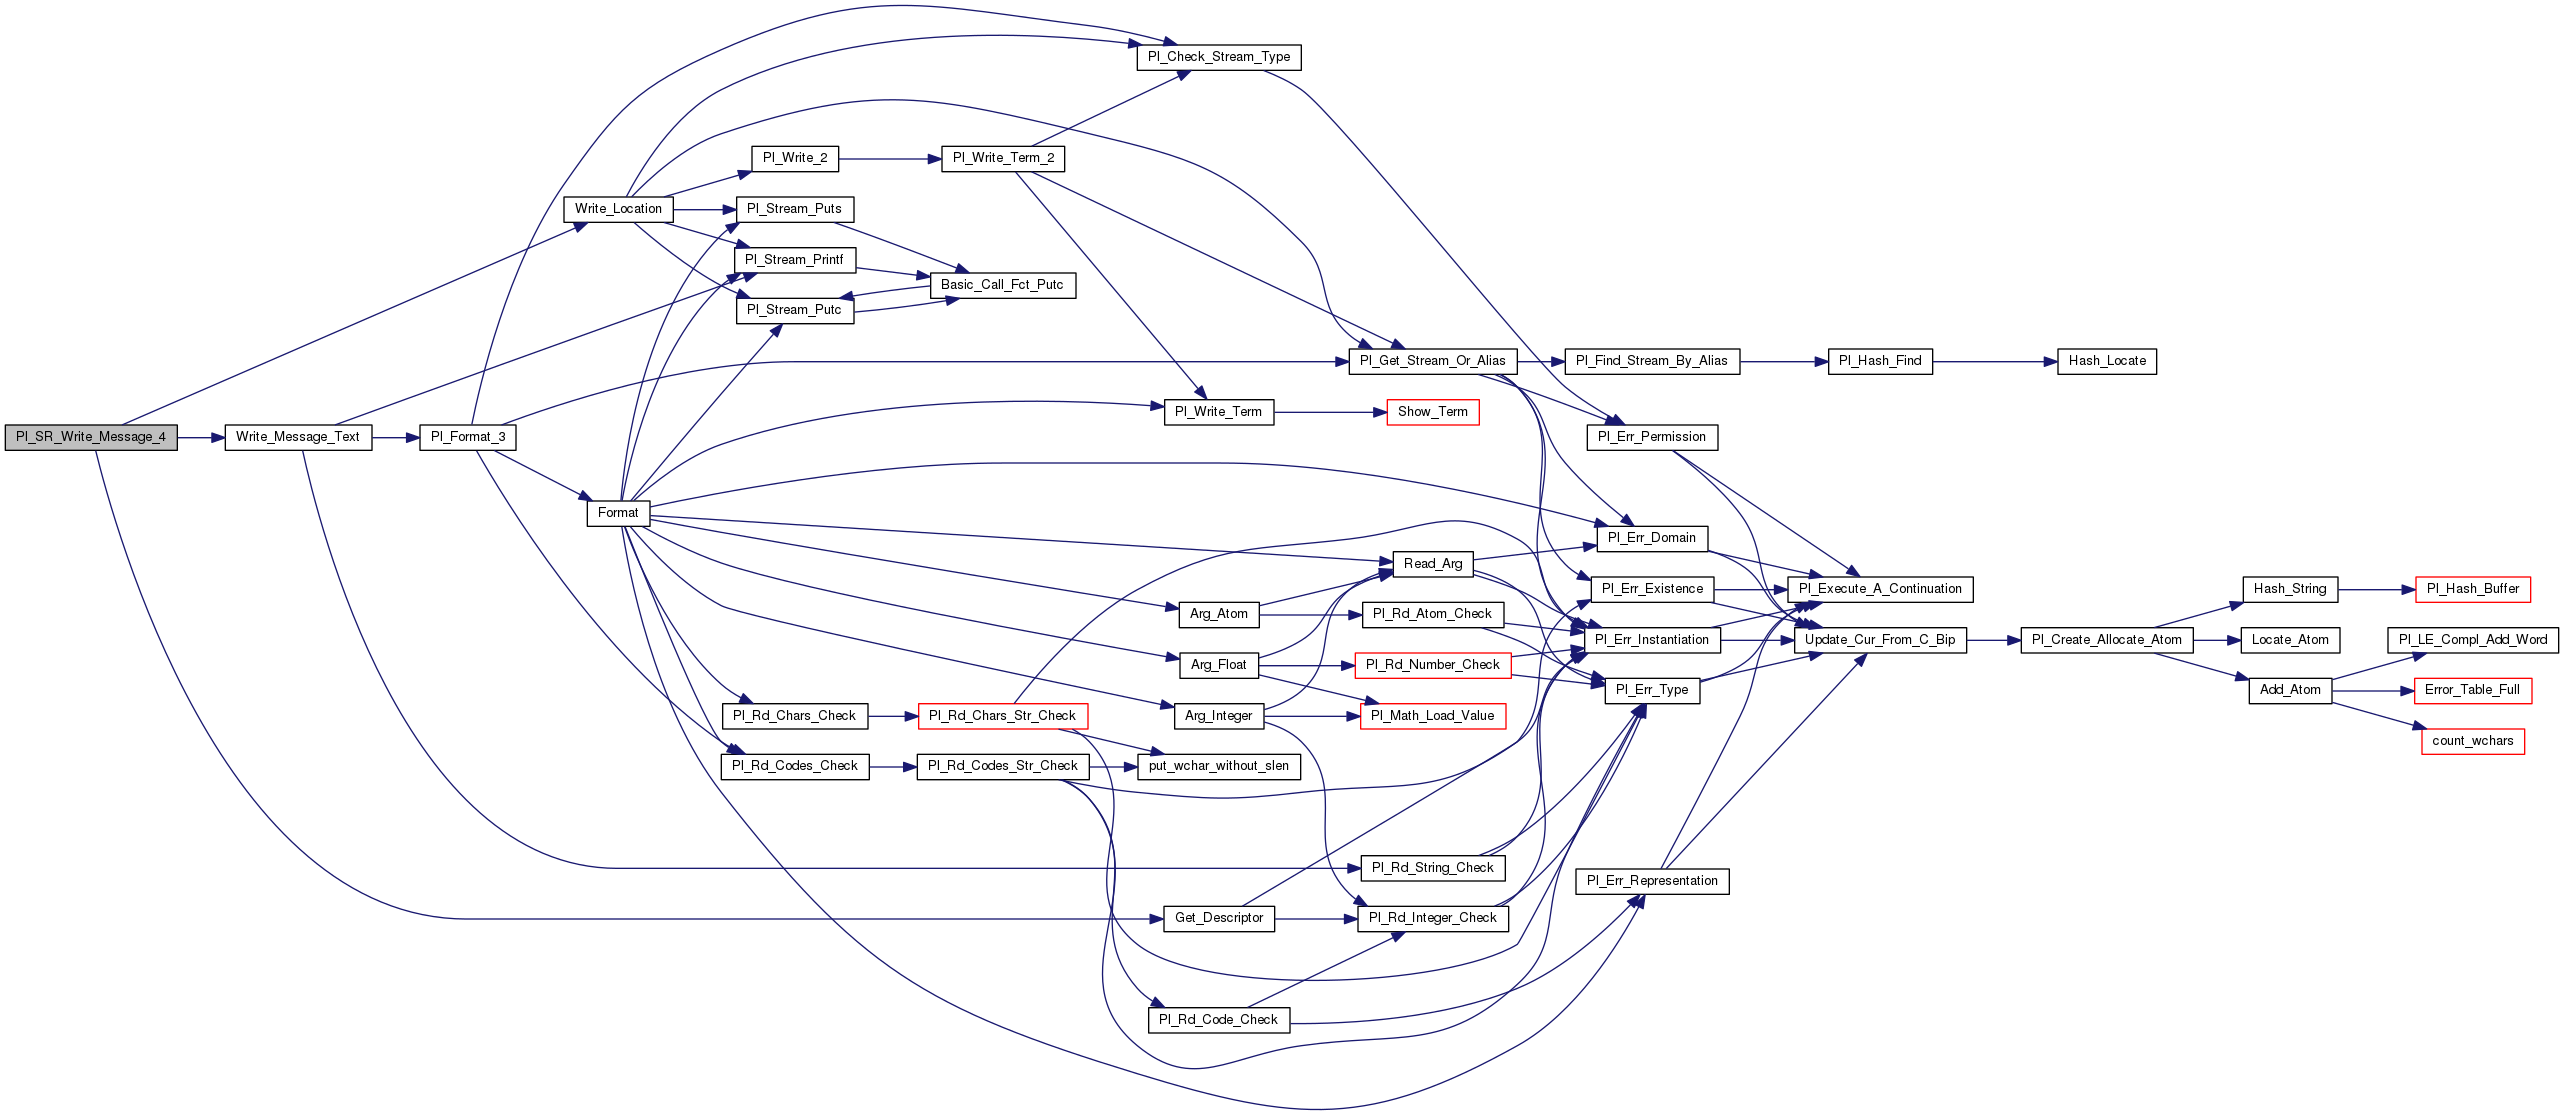 Pl_Check_Stream_Type
Pl_Write_2
Pl_Write_Term_2
Write_Location
Pl_Stream_Puts
Pl_Stream_Printf
Basic_Call_Fct_Putc
Pl_Stream_Putc
Pl_Get_Stream_Or_Alias
Pl_Find_Stream_By_Alias
Pl_Hash_Find
Hash_Locate
Pl_Write_Term
Show_Term
Pl_SR_Write_Message_4
Write_Message_Text
Pl_Format_3
Pl_Err_Permission
Format
Pl_Err_Domain
Read_Arg
Pl_Err_Existence
Pl_Execute_A_Continuation
Hash_String
Pl_Hash_Buffer
Arg_Atom
Pl_Rd_Atom_Check
Pl_Err_Instantiation
Update_Cur_From_C_Bip
Pl_Create_Allocate_Atom
Locate_Atom
Pl_LE_Compl_Add_Word
Arg_Float
Pl_Rd_Number_Check
Pl_Err_Type
Add_Atom
Error_Table_Full
Pl_Rd_Chars_Check
Pl_Rd_Chars_Str_Check
Arg_Integer
Pl_Math_Load_Value
count_wchars
Pl_Rd_Codes_Check
Pl_Rd_Codes_Str_Check
put_wchar_without_slen
Pl_Rd_String_Check
Pl_Err_Representation
Get_Descriptor
Pl_Rd_Integer_Check
Pl_Rd_Code_Check